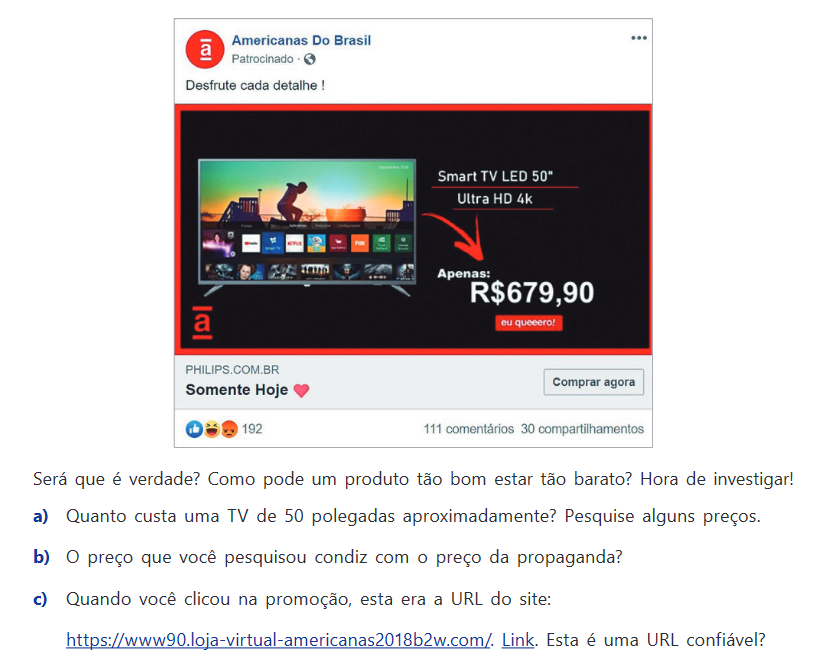 Americanas Do Brasil
Patrocinado ·
Desfrute cada detalhe !
Smart TV LED 50"
Ultra HD 4k
Apenas:
R$679,90
eu queeero!
a
PHILIPS.COM.BR
Somente Hoje
Comprar agora
192
111 comentários 30 compartilhamentos
Será que é verdade? Como pode um produto tão bom estar tão barato? Hora de investigar!
a) Quanto custa uma TV de 50 polegadas aproximadamente? Pesquise alguns preços.
b) O preço que você pesquisou condiz com o preço da propaganda?
c) Quando você clicou na promoção, esta era a URL do site:
https://www90.loja-virtual-americanas2018b2w.com/. Link. Esta é uma URL confiável?